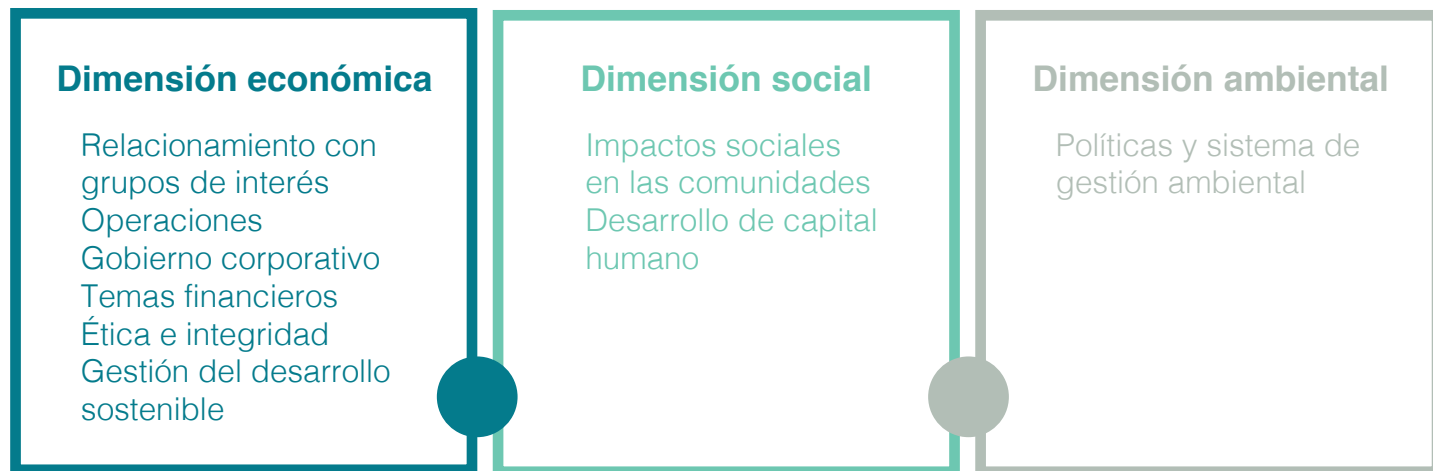 Dimensión económica
Relacionamiento con
grupos de interés
Operaciones
Gobierno corporativo
Temas financieros
Ética e integridad
Gestión del desarrollo
sostenible
Dimensión social
Impactos sociales
en las comunidades
Desarrollo de capital
humano
Dimensión ambiental
Políticas y sistema de
gestión ambiental